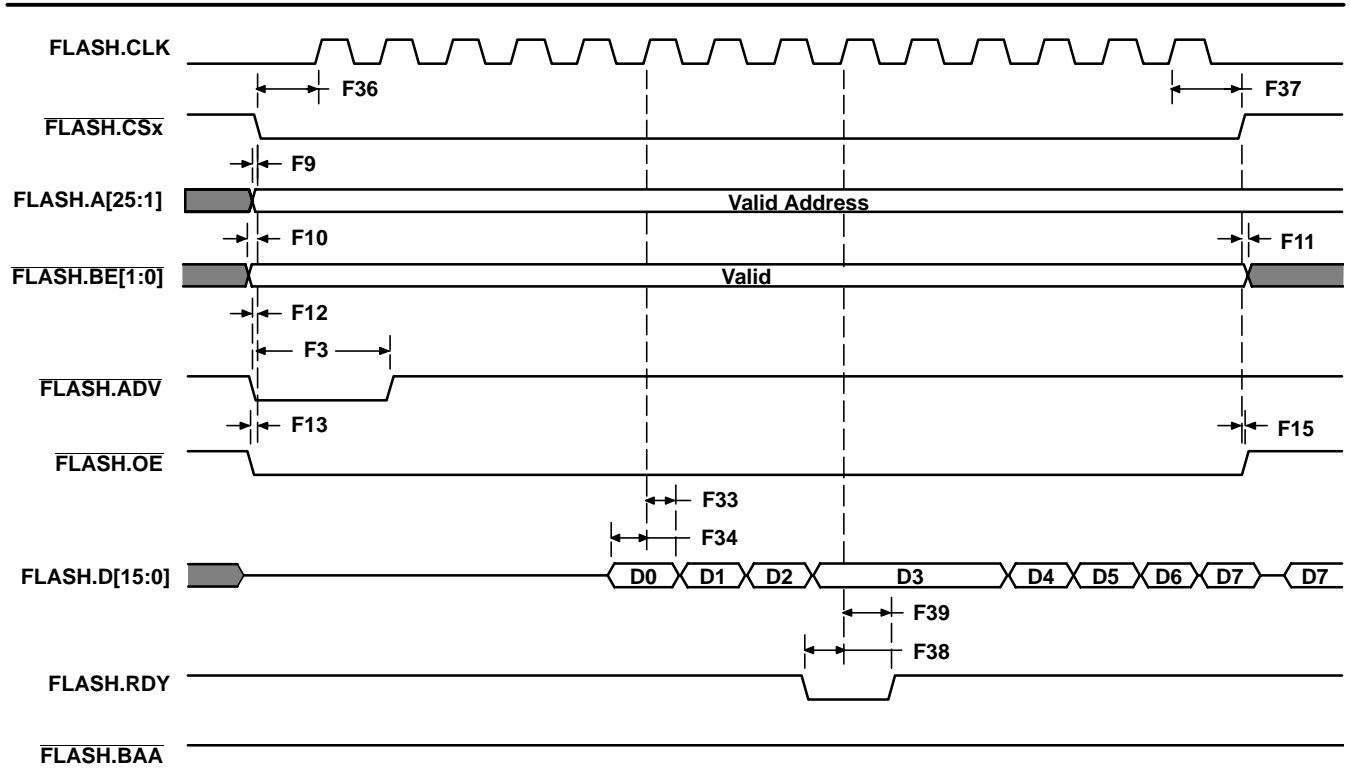 FLASH.CLK
F36
F37
FLASH.CSx
F9
FLASH.A[25:1]
Valid Address
F10
F11
FLASH.BE[1:0]
Valid
F12
F3
FLASH.ADV
F13
F15
FLASH.OE
F33
F34
FLASH.D[15:0]
D0 D1 D2 D3 D4 D5 D6 D7 D7
F39
F38
FLASH.RDY
FLASH.BAA